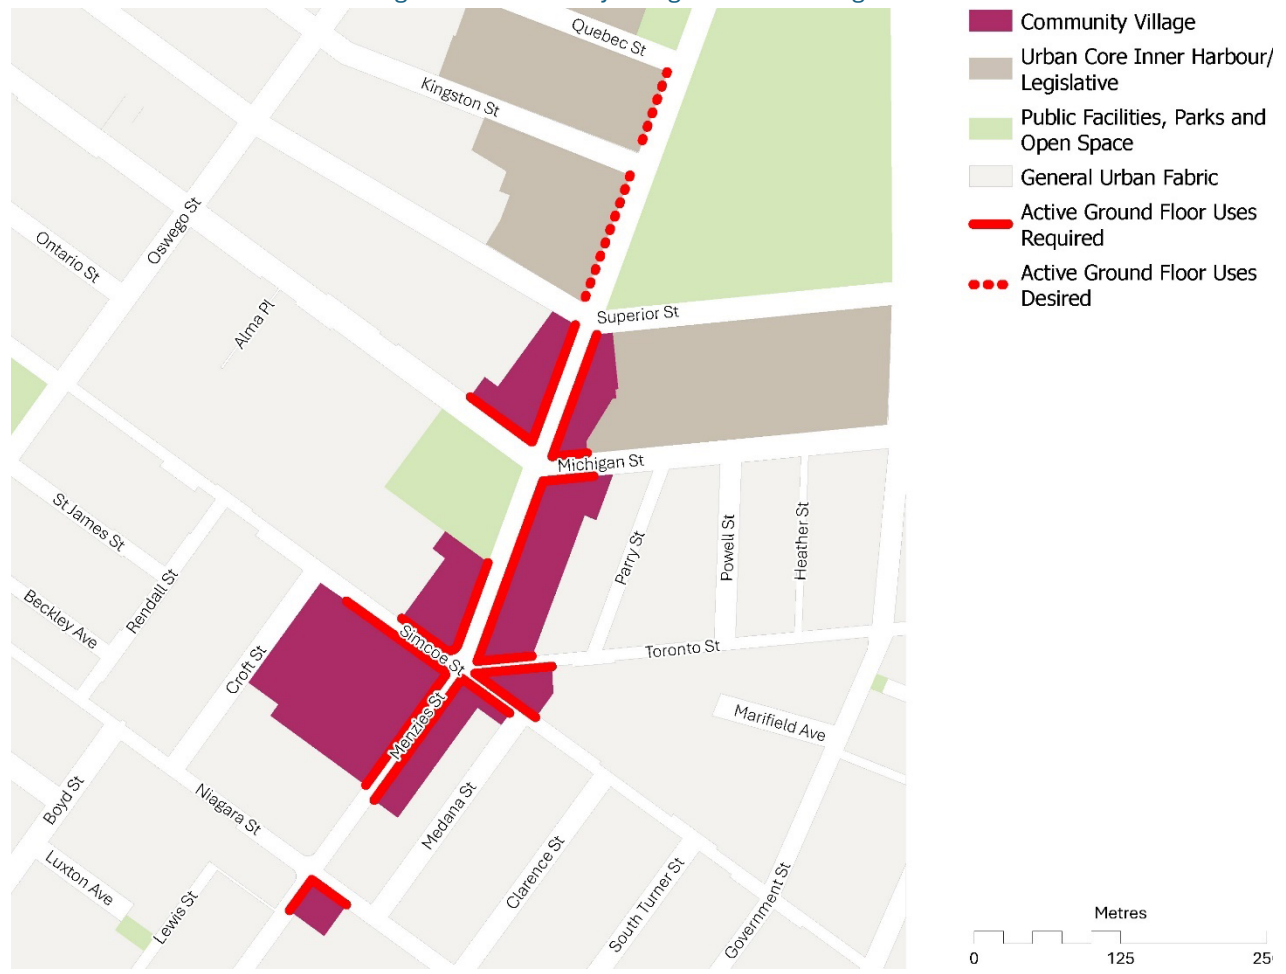 Quebec St
Kingston St
Oswego St
Ontario St
Alma Pl
Superior St
Michigan St
St James St
Beckley Ave
Rendall St
Croft St
Simcoe St
Menzies St
Parry St
Powell St
Heather St
Toronto St
Marifield Ave
Boyd St
Niagara St
Medana St
Luxton Ave
Lewis St
Clarence St
South Turner St
Government St
Community Village
Urban Core Inner Harbour/
Legislative
Public Facilities, Parks and
Open Space
General Urban Fabric
Active Ground Floor Uses
Required
Active Ground Floor Uses
Desired
Metres
0 125